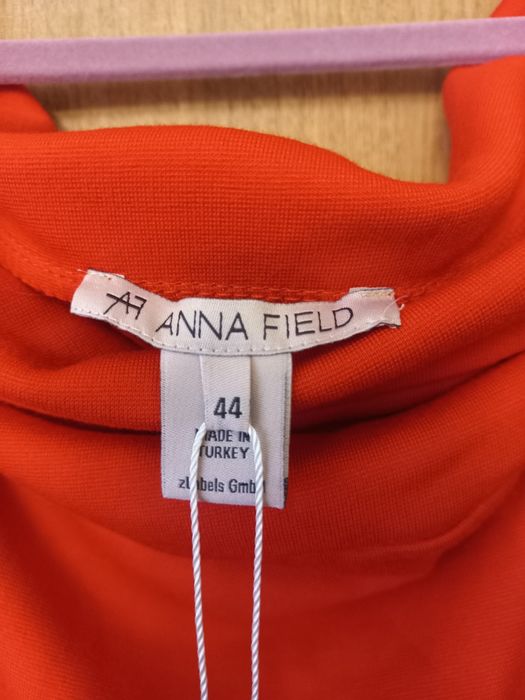 AF ANNA FIELD
44
MADE IN
TURKEY
zLabels GmbH